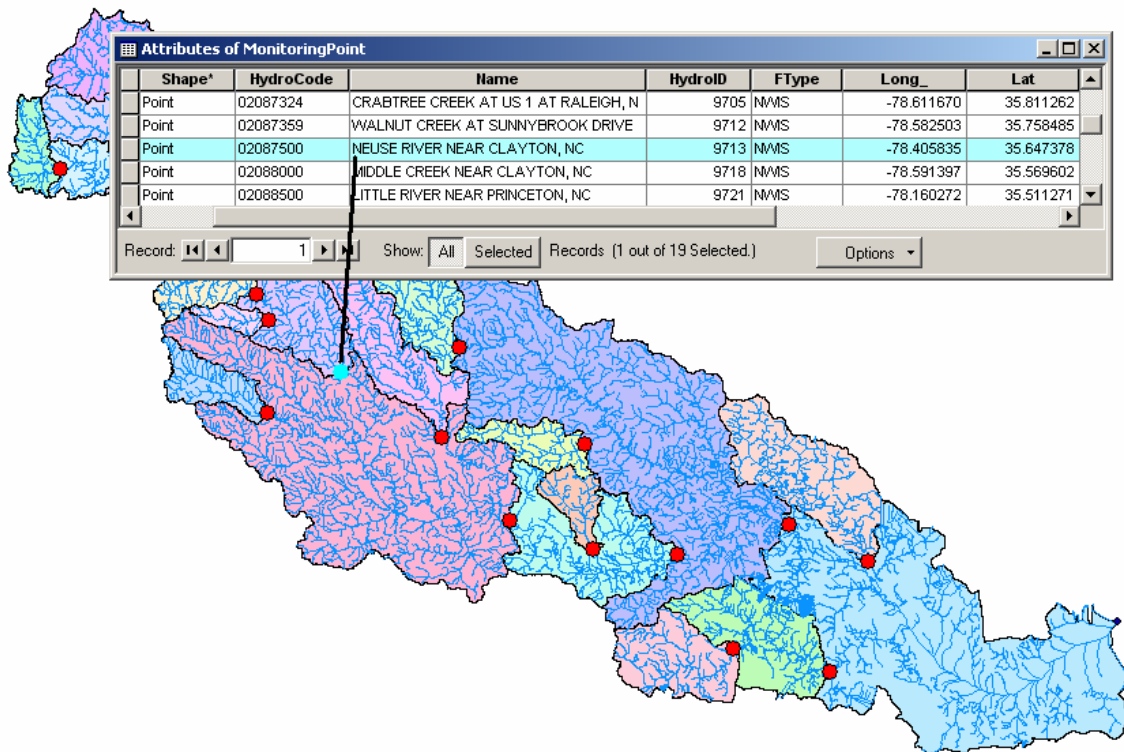 Attributes of MonitoringPoint
Shape* HydroCode Name HydroID FType Long_ Lat
Point 02087324 CRABTREE CREEK AT US 1 AT RALEIGH, N 9705 NWIS -78.611670 35.811262
Point 02087359 WALNUT CREEK AT SUNNYBROOK DRIVE 9712 NWIS -78.582503 35.758485
Point 02087500 NEUSE RIVER NEAR CLAYTON, NC 9713 NWIS -78.405835 35.647378
Point 02088000 MIDDLE CREEK NEAR CLAYTON, NC 9718 NWIS -78.591397 35.569602
Point 02088500 LITTLE RIVER NEAR PRINCETON, NC 9721 NWIS -78.160272 35.511271
Record: 1 Show: All Selected Records (1 out of 19 Selected.) Options